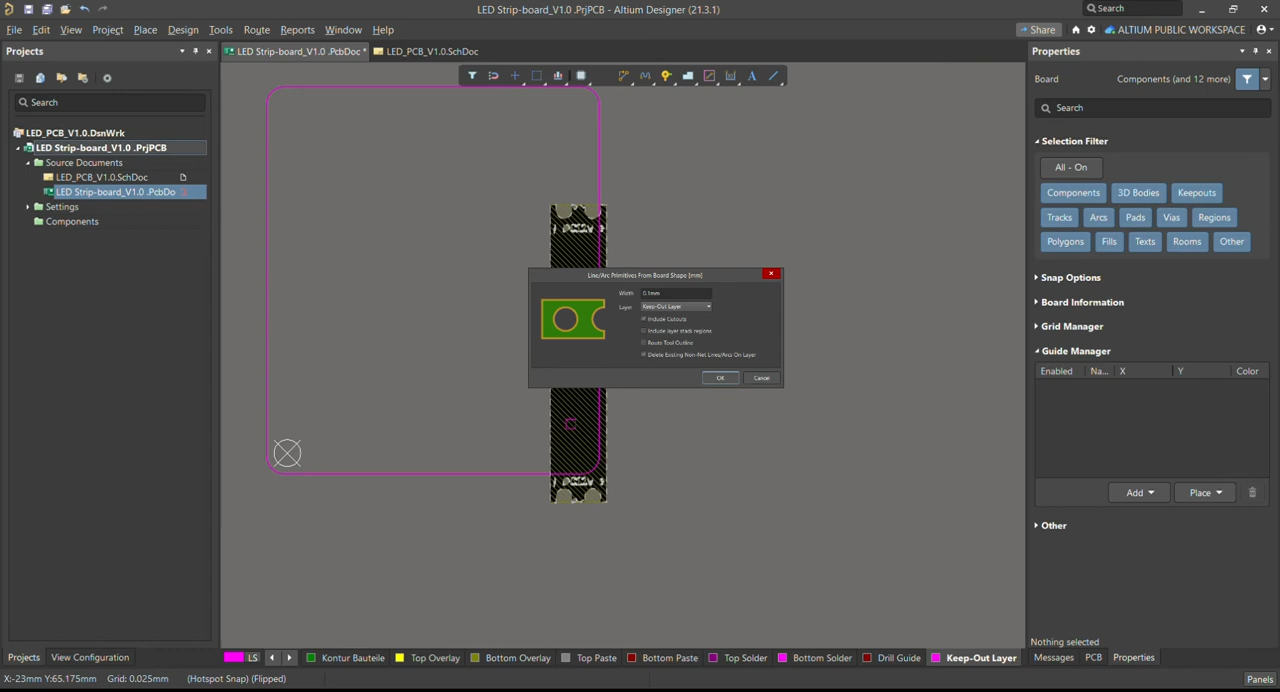 LED Strip-board_V1.0 .PrjPCB - Altium Designer (21.3.1)
Search
File Edit View Project Place Design Tools Route Reports Window Help
Share
ALTIUM PUBLIC WORKSPACE
Projects
LED Strip-board_V1.0 .PcbDoc *
LED_PCB_V1.0.SchDoc
Properties
Board
Components (and 12 more)
Search
Search
LED_PCB_V1.0.DsnWrk
LED Strip-board_V1.0 .PrjPCB
Source Documents
LED_PCB_V1.0.SchDoc
LED Strip-board_V1.0 .PcbDo
Settings
Components
Selection Filter
All - On
Components 3D Bodies Keepouts
Tracks Arcs Pads Vias Regions
Polygons Fills Texts Rooms Other
Snap Options
Board Information
Grid Manager
Guide Manager
Enabled Na... X Y Color
Add Place
Other
Line/Arc Primitives From Board Shape [mm]
Width 0.1mm
Layer Keep-Out Layer
Include Cutouts
Include layer stack regions
Route Tool Outline
Delete Existing Non-Net Lines/Arcs On Layer
OK Cancel
Nothing selected
Projects View Configuration
LS Kontur Bauteile Top Overlay Bottom Overlay Top Paste Bottom Paste Top Solder Bottom Solder Drill Guide Keep-Out Layer
Messages PCB Properties
X:-23mm Y:65.175mm Grid: 0.025mm (Hotspot Snap) (Flipped)
Panels